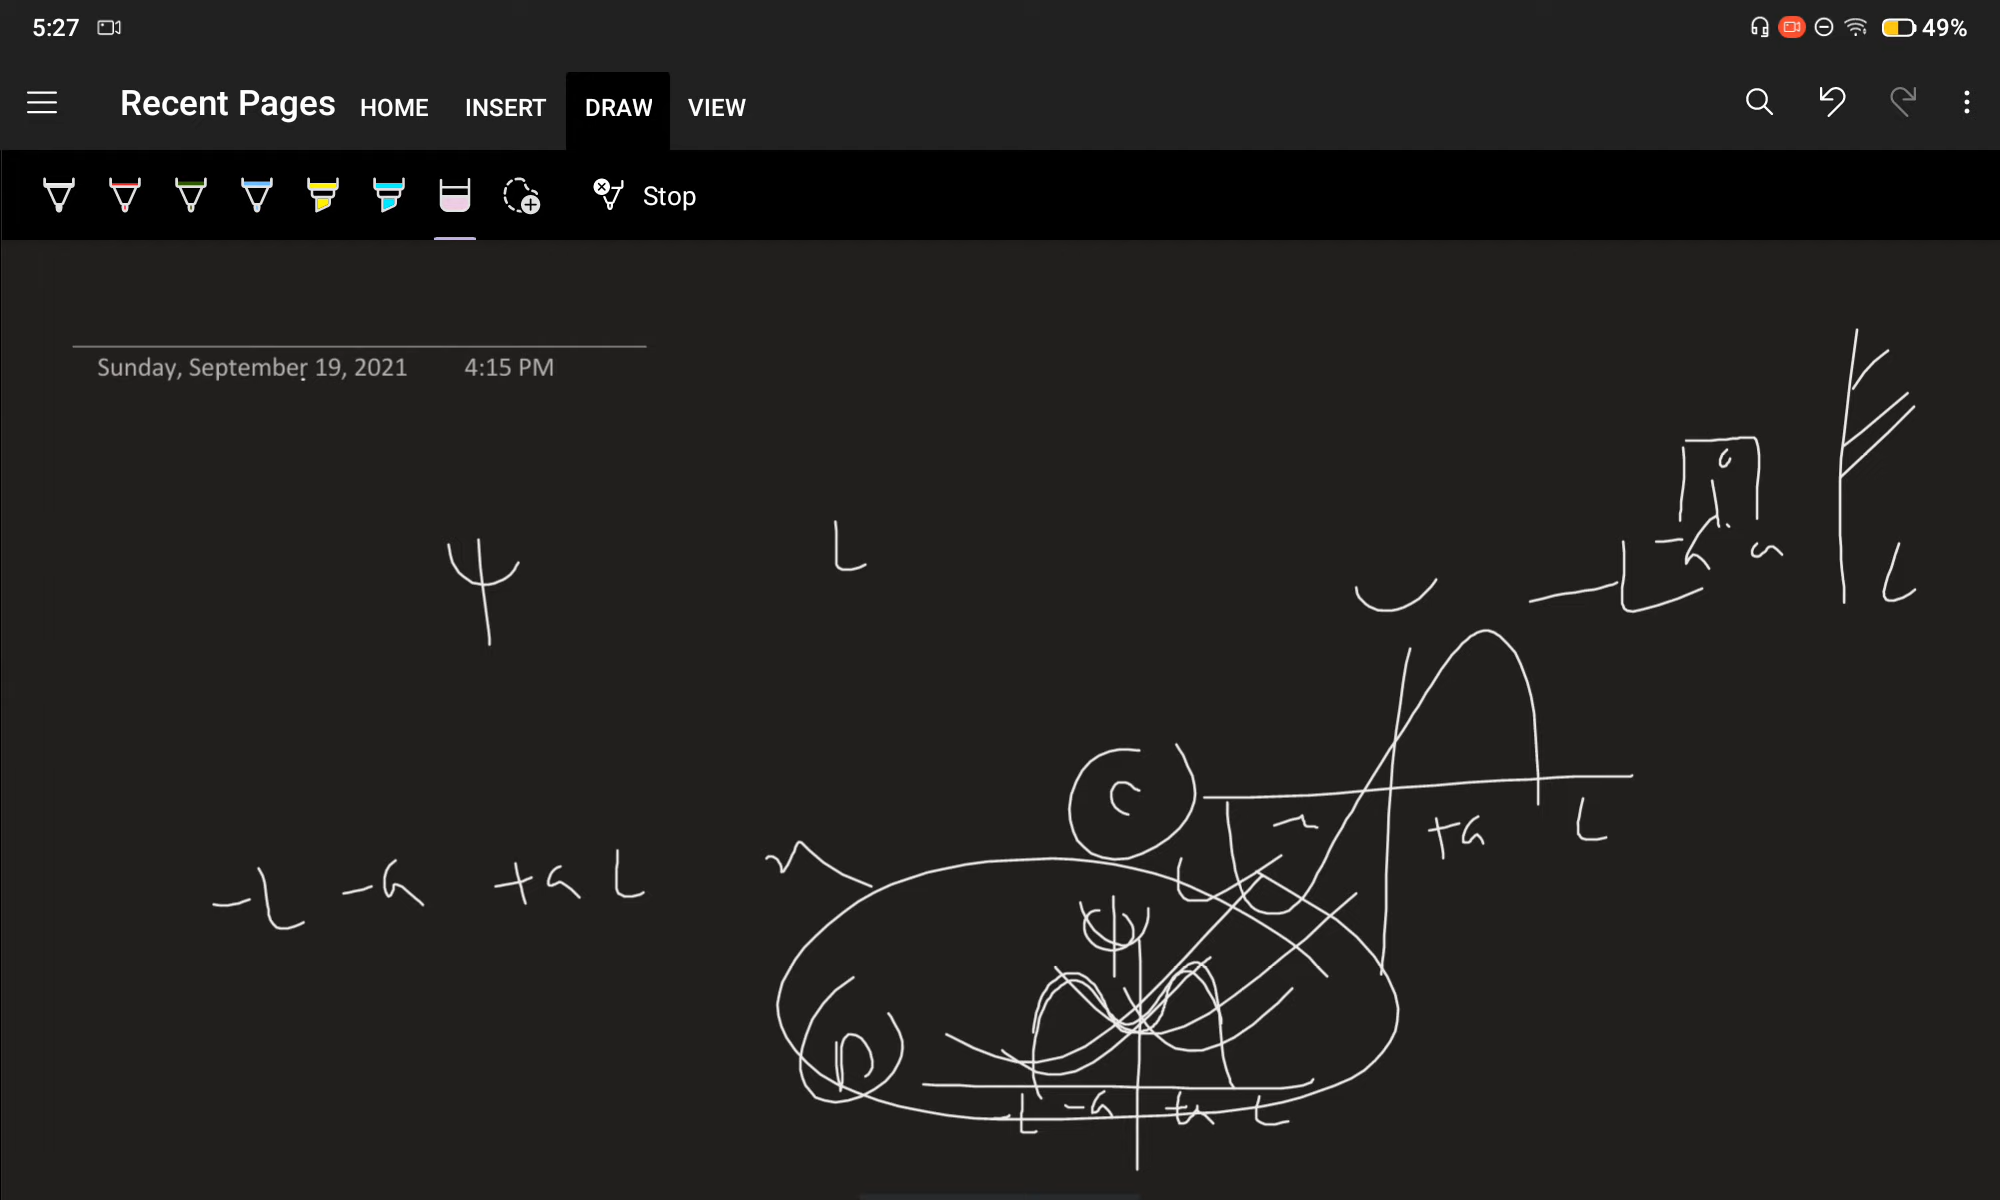 5:27 49%
Recent Pages HOME INSERT DRAW VIEW
Stop
Sunday, September 19, 2021 4:15 PM
-a a
-L L
ψ L
C
+a L
-L -a +a L
L
ψ
D
-L -a +a L